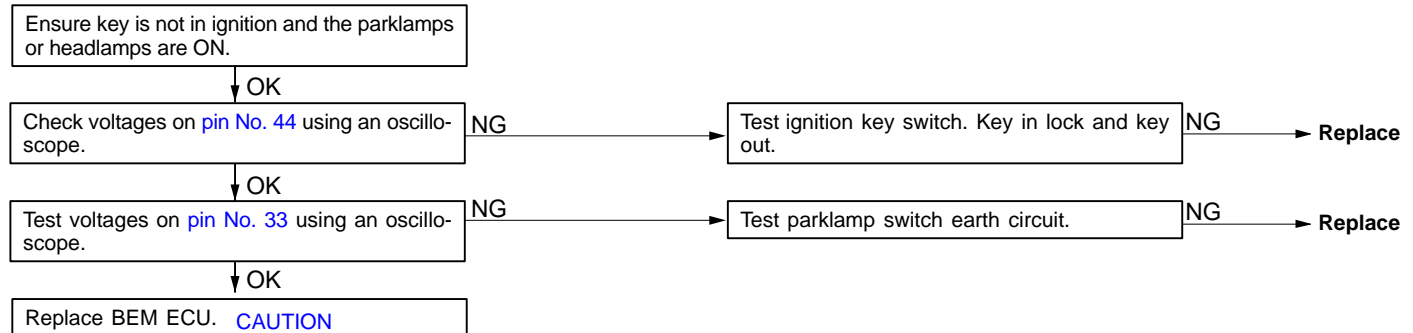 Ensure key is not in ignition and the parklamps
or headlamps are ON.
OK
Check voltages on pin No. 44 using an oscillo-
scope.
NG
Test ignition key switch. Key in lock and key
out.
NG
Replace
OK
Test voltages on pin No. 33 using an oscillo-
scope.
NG
Test parklamp switch earth circuit.
NG
Replace
OK
Replace BEM ECU. CAUTION